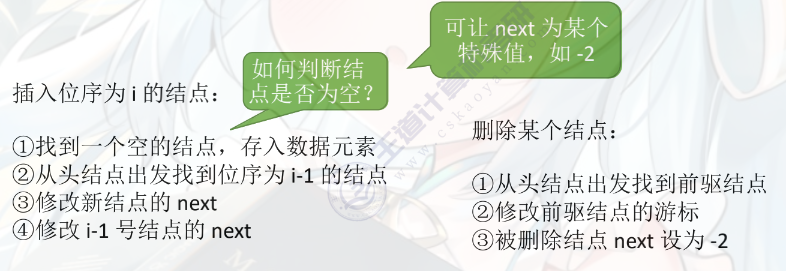 可让 next 为某个
特殊值，如 -2
如何判断结
点是否为空？
插入位序为 i 的结点：
①找到一个空的结点，存入数据元素
②从头结点出发找到位序为 i-1 的结点
③修改新结点的 next
④修改 i-1 号结点的 next
删除某个结点：
①从头结点出发找到前驱结点
②修改前驱结点的游标
③被删除结点 next 设为 -2